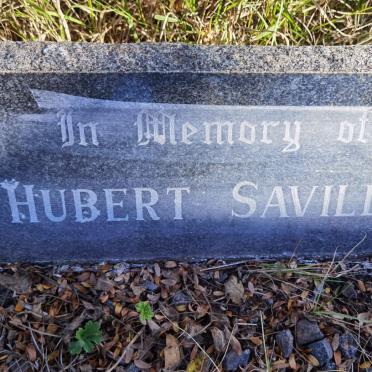 In Memory of
HUBERT SAVILL